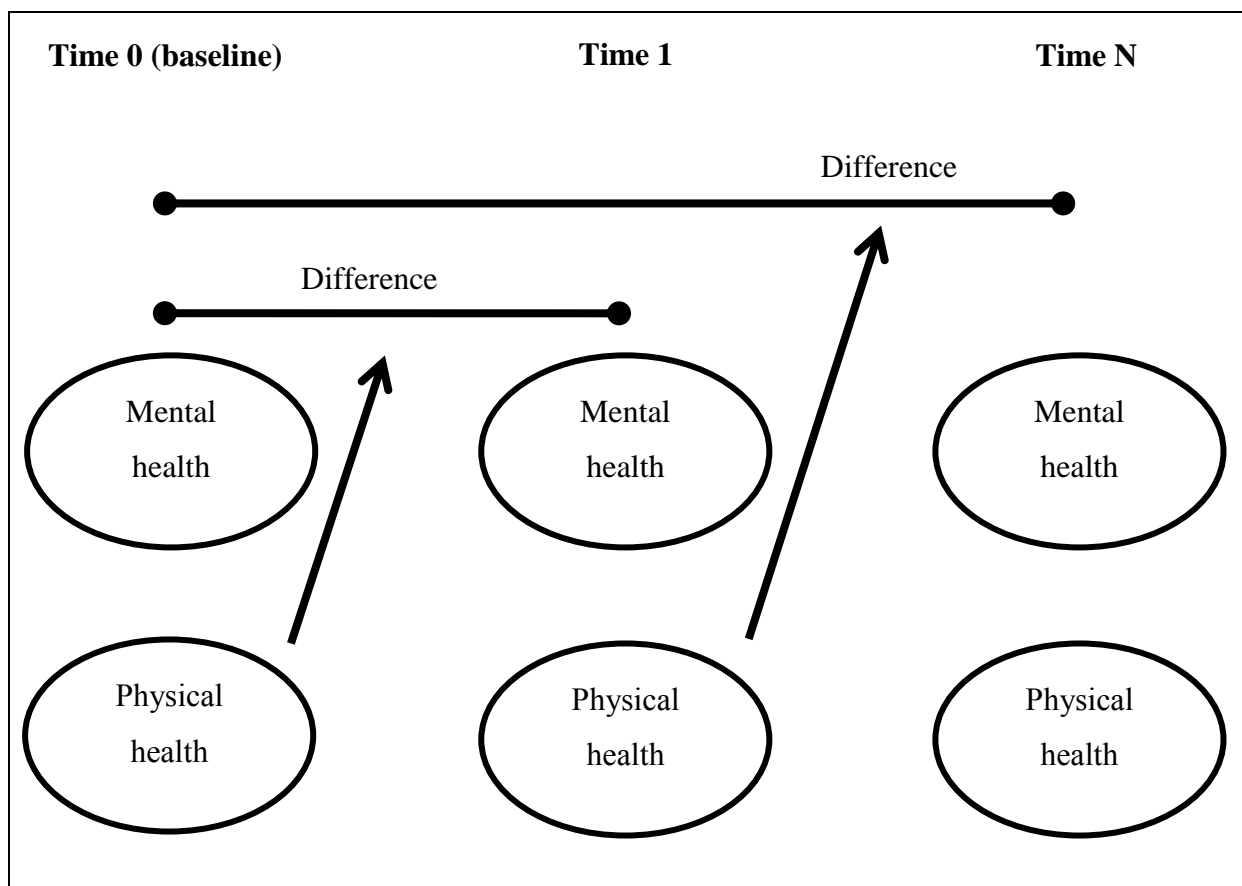 Time 0 (baseline)
Time 1
Time N
Difference
Difference
Mental
health
Mental
health
Mental
health
Physical
health
Physical
health
Physical
health